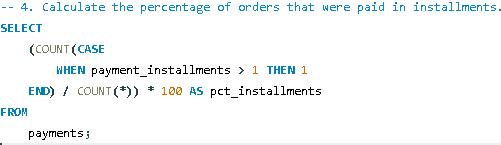 -- 4. Calculate the percentage of orders that were paid in installments.
SELECT
(COUNT(CASE
WHEN payment_installments > 1 THEN 1
END) / COUNT(*)) * 100 AS pct_installments
FROM
payments;